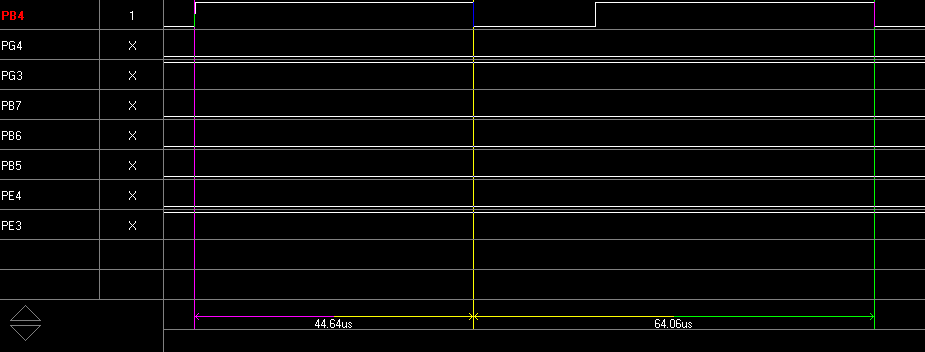 PB4 1
PG4 X
PG3 X
PB7 X
PB6 X
PB5 X
PE4 X
PE3 X
44.64us 64.06us